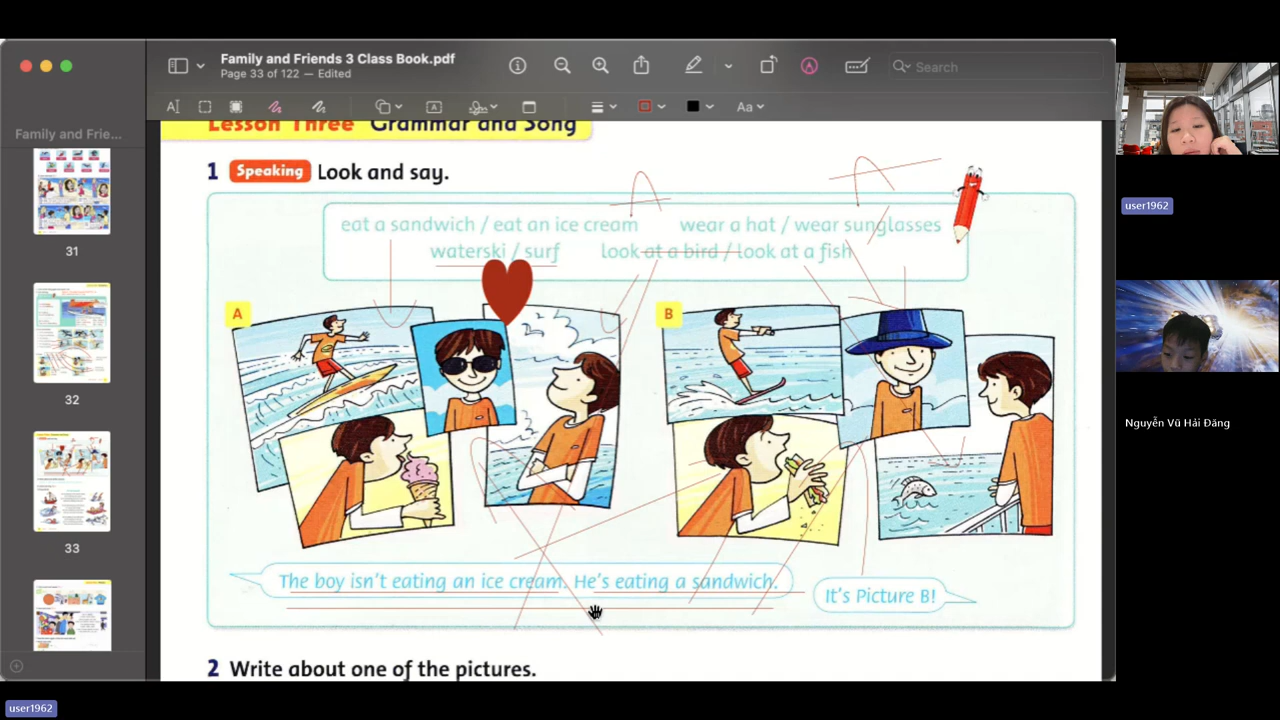 Family and Friends 3 Class Book.pdf
Page 33 of 122 — Edited
Search
Aa
Family and Frie...
31
32
33
Lesson Three Grammar and Song
1 Speaking Look and say.
eat a sandwich / eat an ice cream wear a hat / wear sunglasses
waterski / surf look at a bird / look at a fish
A
B
The boy isn't eating an ice cream. He's eating a sandwich.
It's Picture B!
2 Write about one of the pictures.
user1962
Nguyễn Vũ Hải Đăng
user1962